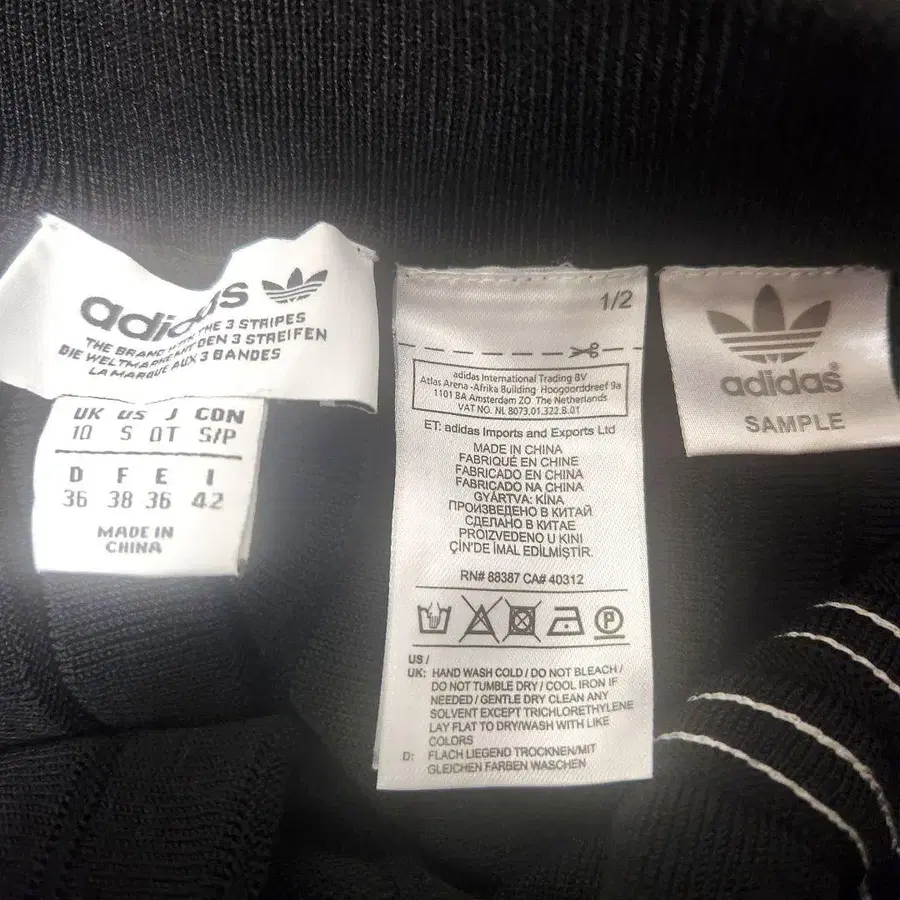 adidas
THE BRAND WITH THE 3 STRIPES
DIE WELTMARKE MIT DEN 3 STREIFEN
LA MARQUE AUX 3 BANDES
UK US J CDN
10 S OT S/P
D F E I
36 38 36 42
MADE IN
CHINA
1/2
adidas International Trading BV
Atlas Arena -Afrika Building, Hoogoorddreef 9a
1101 BA Amsterdam ZO The Netherlands
VAT NO. NL 8073.01.322.B.01
ET: adidas Imports and Exports Ltd
MADE IN CHINA
FABRIQUÉ EN CHINE
FABRICADO EN CHINA
FABRICADO NA CHINA
GYÁRTVA: KÍNA
ПРОИЗВЕДЕНО В КИТАЙ
СДЕЛАНО В КИТАЕ
PROIZVEDENO U KINI
ÇİN'DE İMAL EDİLMİŞTİR.
RN# 88387 CA# 40312
P
US /
UK: HAND WASH COLD / DO NOT BLEACH /
DO NOT TUMBLE DRY / COOL IRON IF
NEEDED / GENTLE DRY CLEAN ANY
SOLVENT EXCEPT TRICHLORETHYLENE
LAY FLAT TO DRY/WASH WITH LIKE
COLORS
D: FLACH LIEGEND TROCKNEN/MIT
GLEICHEN FARBEN WASCHEN
adidas®
SAMPLE